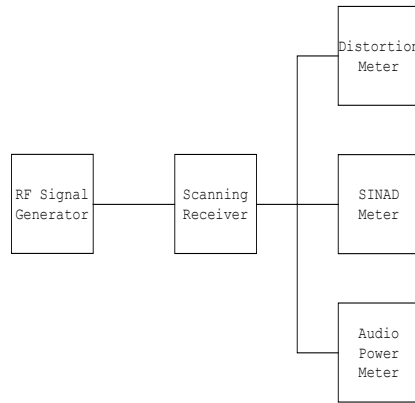 Distortion
Meter
RF Signal
Generator
Scanning
Receiver
SINAD
Meter
Audio
Power
Meter